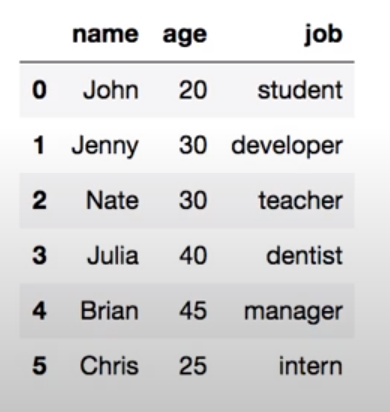 name age job
0 John 20 student
1 Jenny 30 developer
2 Nate 30 teacher
3 Julia 40 dentist
4 Brian 45 manager
5 Chris 25 intern